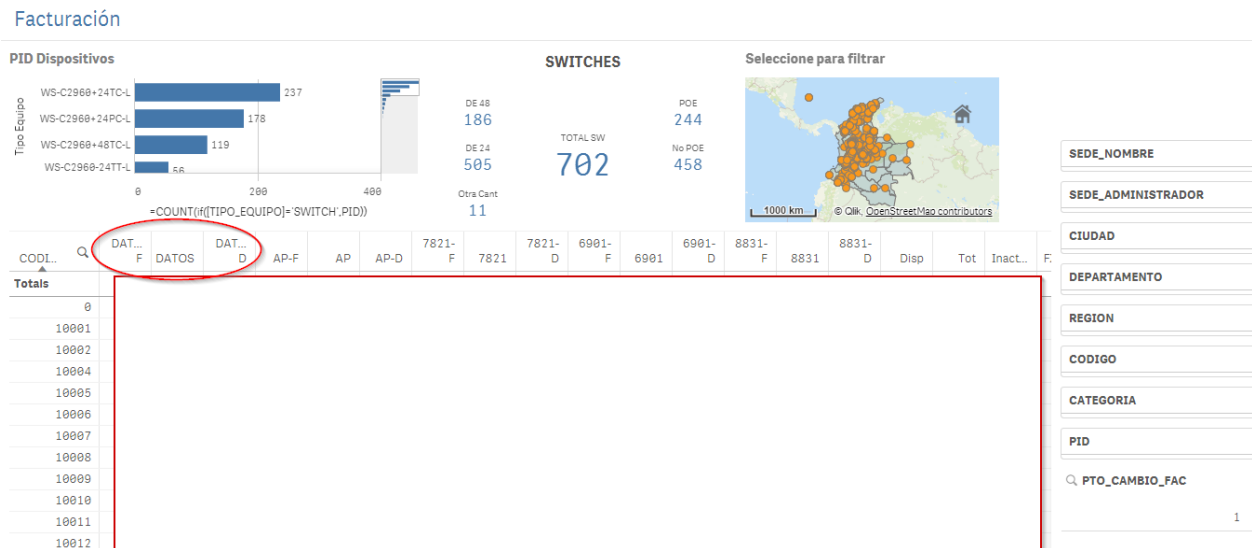 Facturación
PID Dispositivos
Tipo Equipo
WS-C2960+24TC-L 237
WS-C2960+24PC-L 178
WS-C2960+48TC-L 119
WS-C2960-24TT-L 56
0 200 400
=COUNT(if([TIPO_EQUIPO]='SWITCH',PID))
SWITCHES
DE 48
186
DE 24
505
Otra Cant
11
TOTAL SW
702
POE
244
No POE
458
Seleccione para filtrar
1000 km
© Qlik, OpenStreetMap contributors
CODI... DAT... F DATOS DAT... D AP-F AP AP-D 7821-F 7821 7821-D 6901-F 6901 6901-D 8831-F 8831 8831-D Disp Tot Inact...
Totals
0
10001
10002
10004
10005
10006
10007
10008
10009
10010
10011
10012
SEDE_NOMBRE
SEDE_ADMINISTRADOR
CIUDAD
DEPARTAMENTO
REGION
CODIGO
CATEGORIA
PID
PTO_CAMBIO_FAC
1